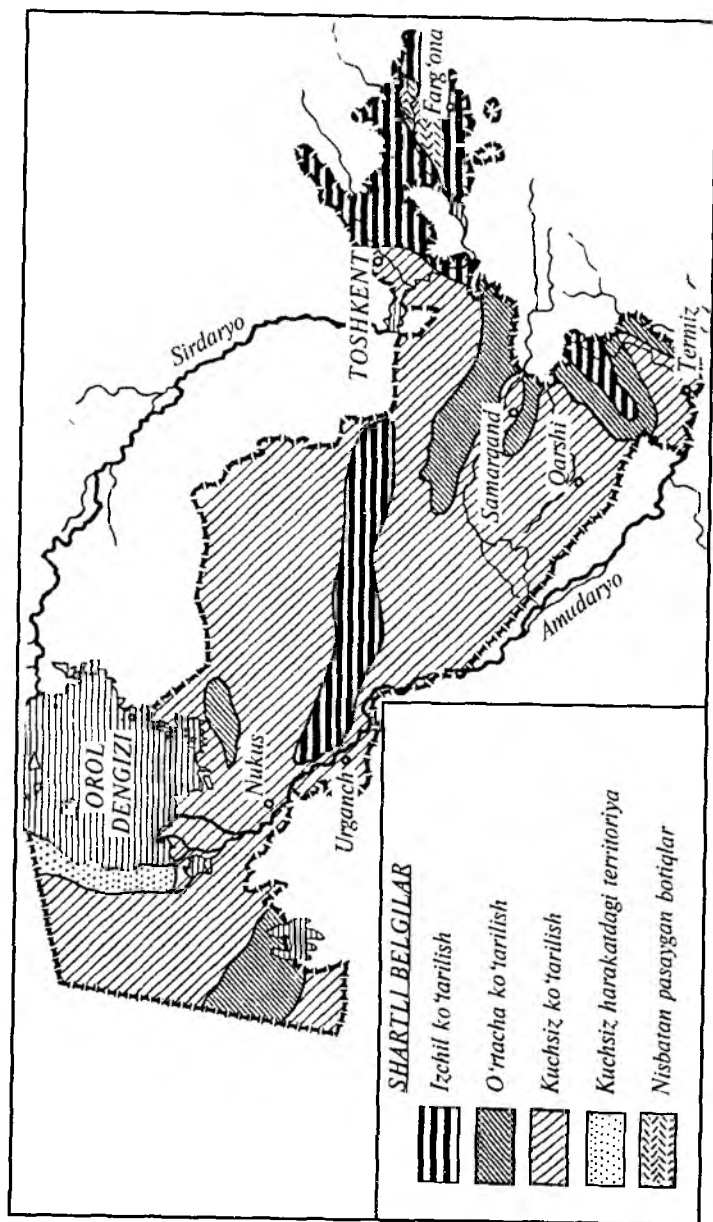 OROL
DENGIZI
Sirdaryo
Nukus
Urganch
TOSHKENT
Farg'ona
Samarqand
Qarshi
Amudaryo
Termiz
SHARTLI BELGILAR
Izchil ko'tarilish
O'rtacha ko'tarilish
Kuchsiz ko'tarilish
Kuchsiz harakatdagi territoriya
Nisbatan pasaygan botiqlar